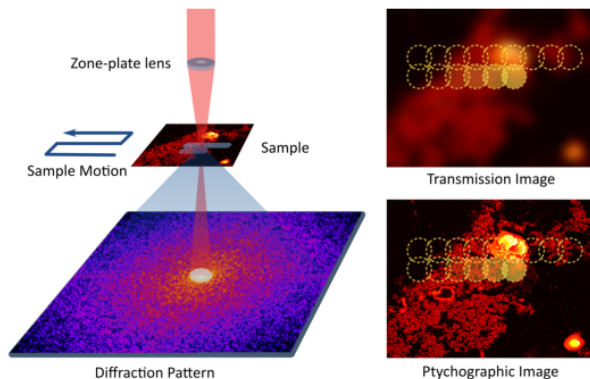 Zone-plate lens
Sample
Sample Motion
Diffraction Pattern
Transmission Image
Ptychographic Image